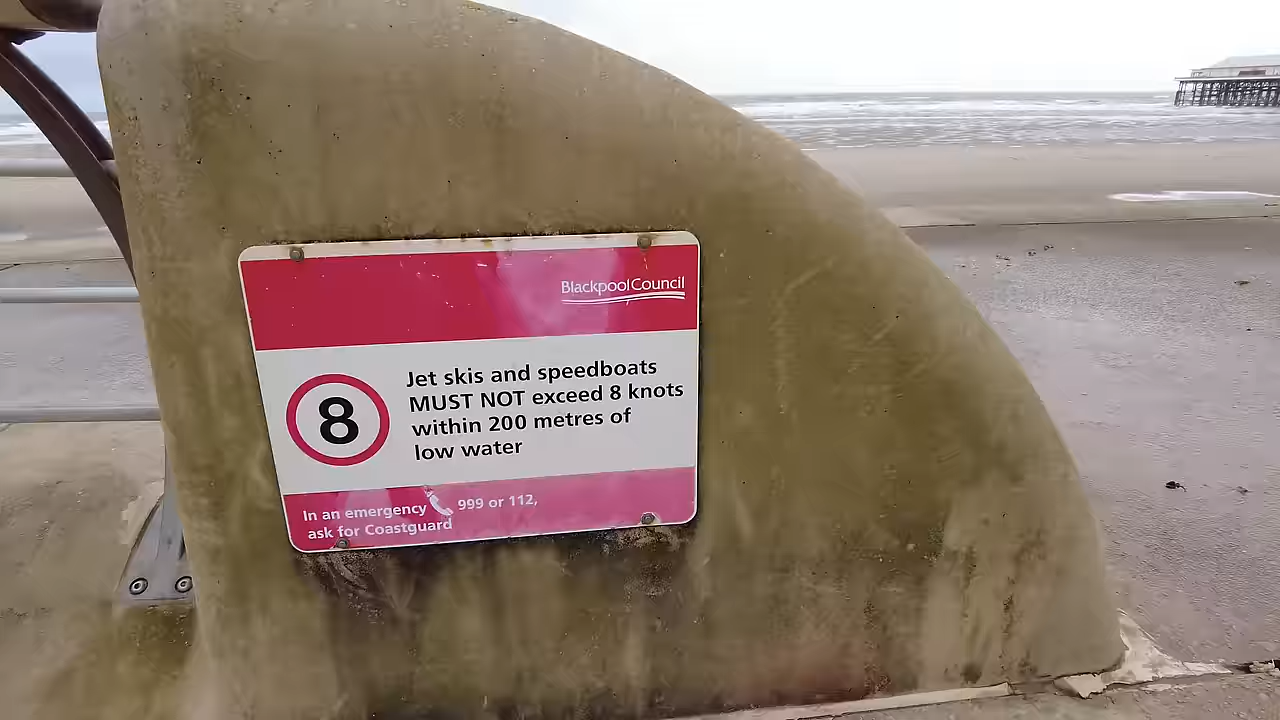 BlackpoolCouncil
8
Jet skis and speedboats
MUST NOT exceed 8 knots
within 200 metres of
low water
In an emergency 999 or 112,
ask for Coastguard